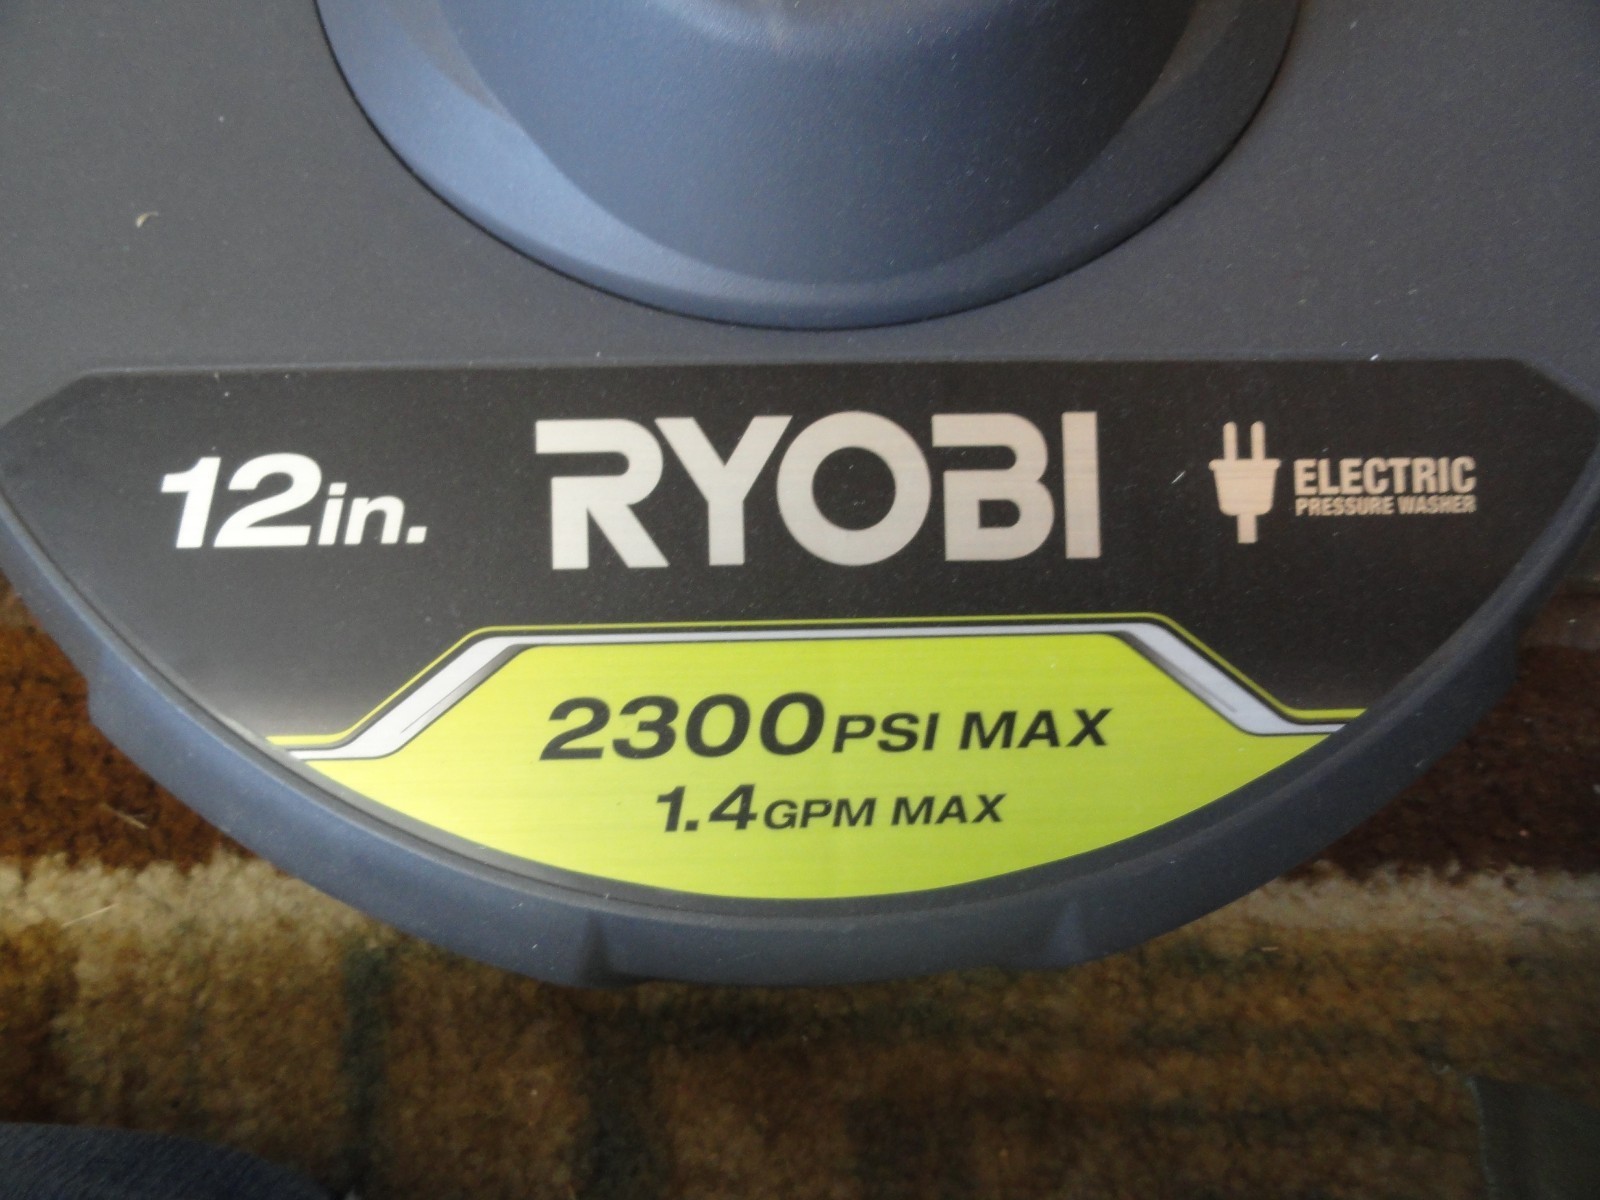 12in.
RYOBI
ELECTRIC
PRESSURE WASHER
2300 PSI MAX
1.4 GPM MAX